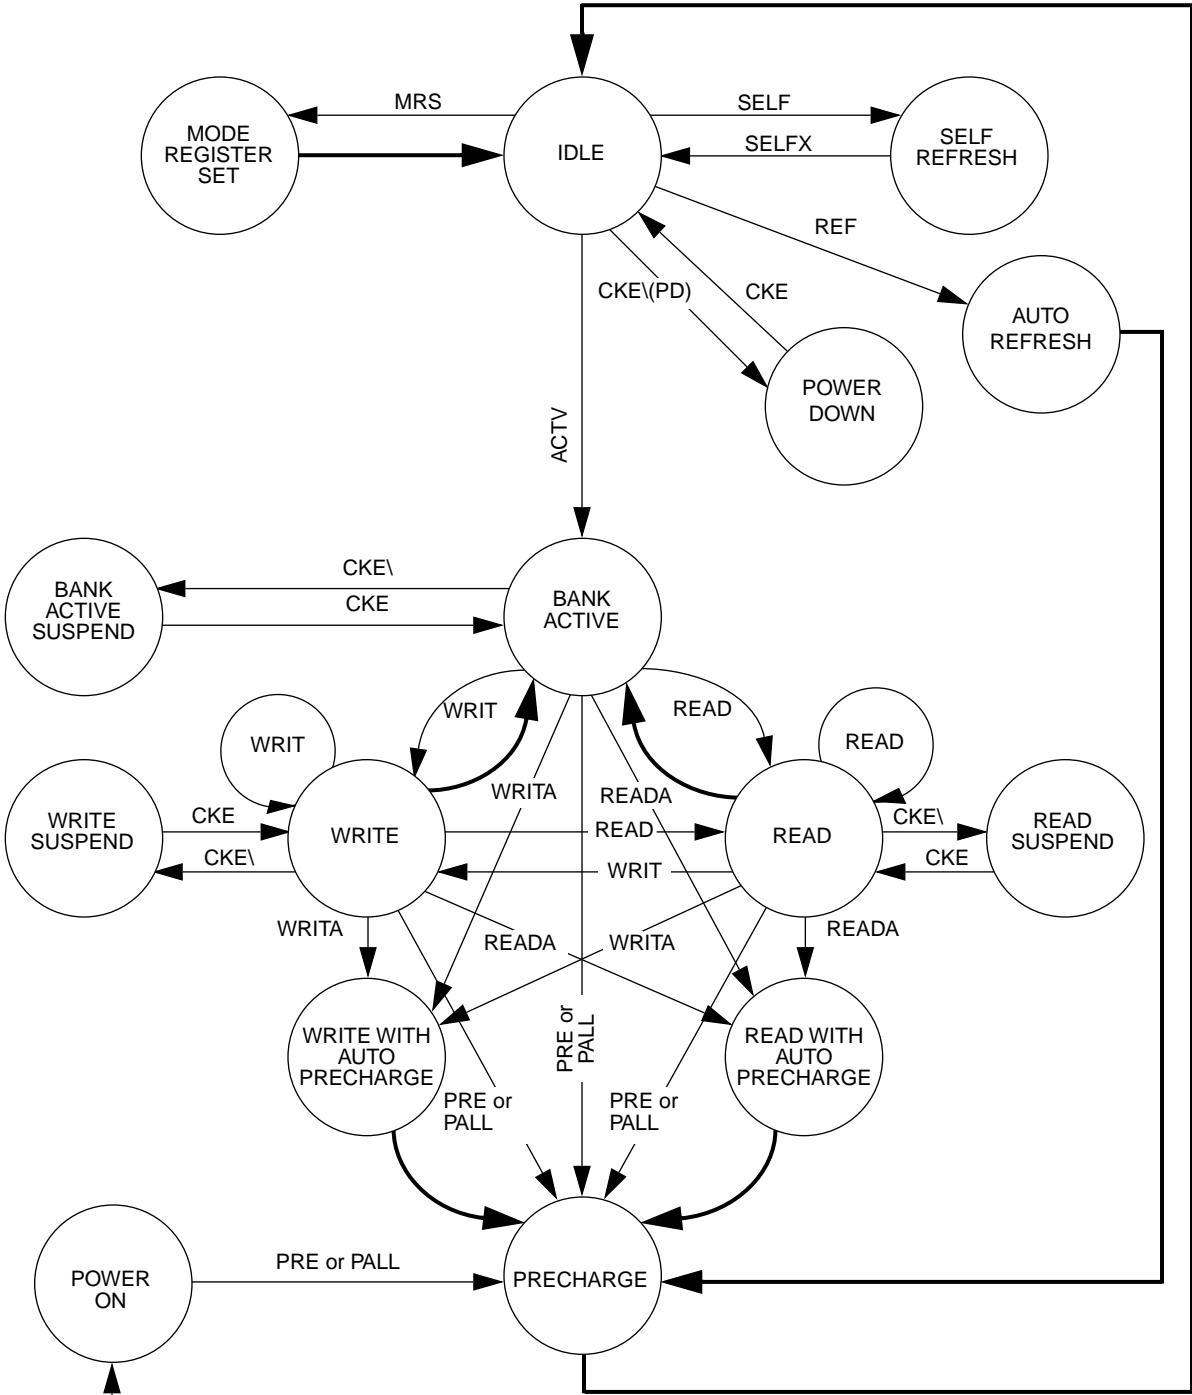 MRS
SELF
MODE
REGISTER
SET
IDLE
SELFX
SELF
REFRESH
REF
CKE\(PD)
CKE
AUTO
REFRESH
POWER
DOWN
ACTV
BANK
ACTIVE
SUSPEND
CKE\
CKE
BANK
ACTIVE
WRIT
READ
WRIT
READ
WRITA
READA
WRITE
SUSPEND
CKE
CKE\
WRITE
READ
WRIT
READ
CKE\
CKE
READ
SUSPEND
WRITA
READA
WRITA
READA
WRITE WITH
AUTO
PRECHARGE
PRE or
PALL
READ WITH
AUTO
PRECHARGE
PRE or
PALL
PRE or
PALL
POWER
ON
PRE or PALL
PRECHARGE